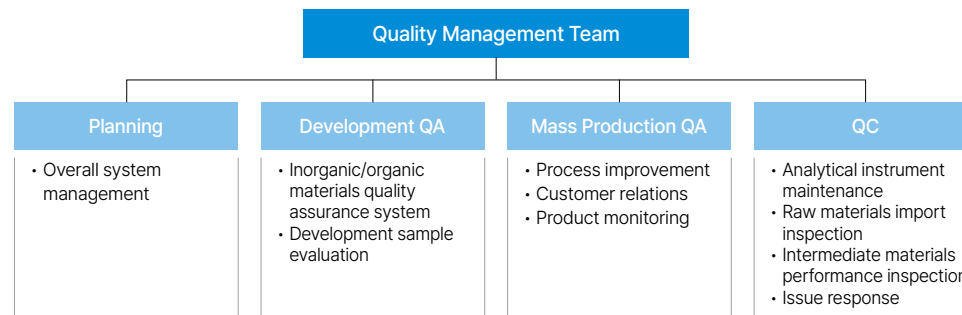 Quality Management Team
Planning
• Overall system
management
Development QA
• Inorganic/organic
materials quality
assurance system
• Development sample
evaluation
Mass Production QA
• Process improvement
• Customer relations
• Product monitoring
QC
• Analytical instrument
maintenance
• Raw materials import
inspection
• Intermediate materials
performance inspection
• Issue response